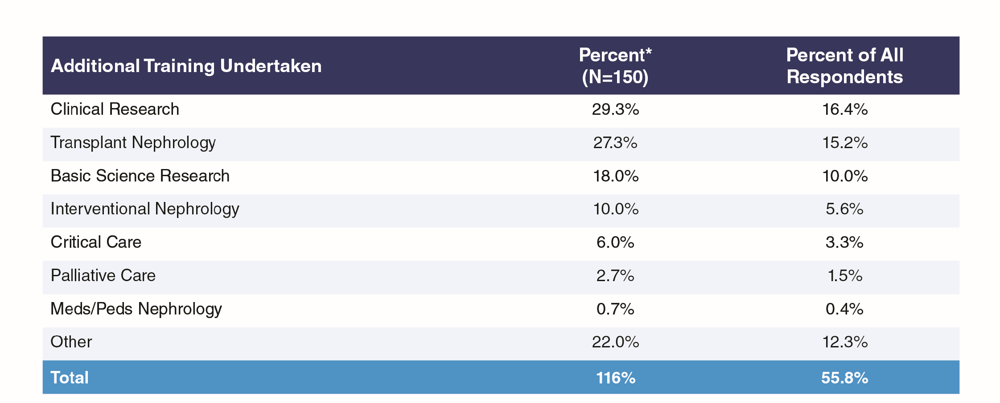 Additional Training Undertaken Percent* (N=150) Percent of All Respondents
Clinical Research 29.3% 16.4%
Transplant Nephrology 27.3% 15.2%
Basic Science Research 18.0% 10.0%
Interventional Nephrology 10.0% 5.6%
Critical Care 6.0% 3.3%
Palliative Care 2.7% 1.5%
Meds/Peds Nephrology 0.7% 0.4%
Other 22.0% 12.3%
Total 116% 55.8%